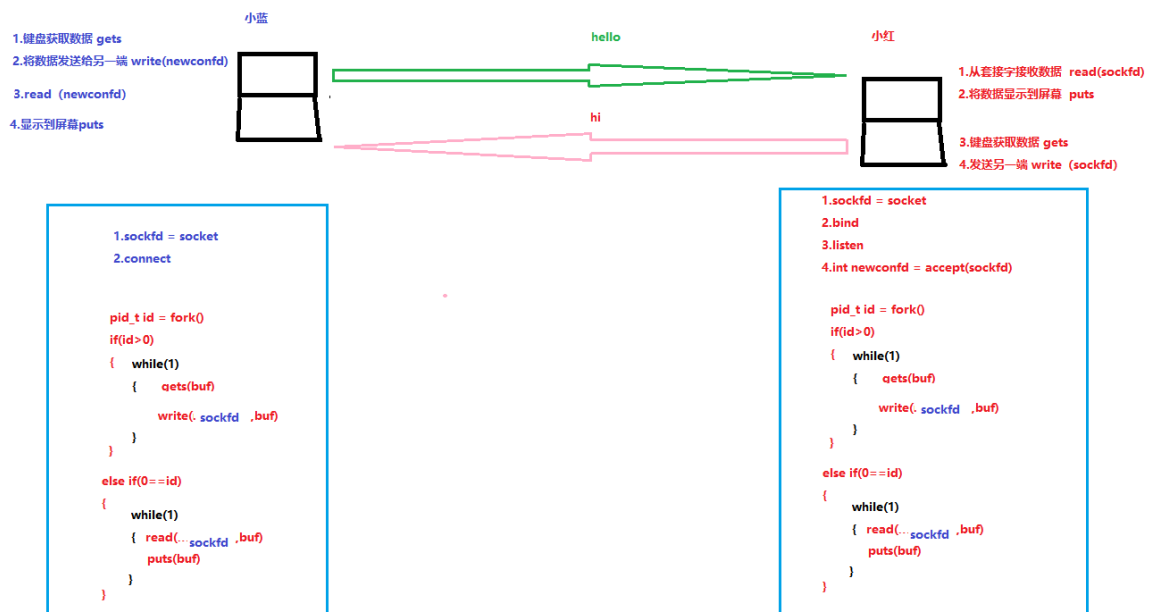 小蓝
1.键盘获取数据 gets
2.将数据发送给另一端 write(newconfd)
3.read（newconfd）
4.显示到屏幕puts
hello
hi
小红
1.从套接字接收数据 read(sockfd)
2.将数据显示到屏幕 puts
3.键盘获取数据 gets
4.发送另一端 write（sockfd）
1.sockfd = socket
2.connect
pid_t id = fork()
if(id>0)
{ while(1)
{ gets(buf)
write(. sockfd ,buf)
}
}
else if(0==id)
{
while(1)
{ read(... sockfd ,buf)
puts(buf)
}
}
1.sockfd = socket
2.bind
3.listen
4.int newconfd = accept(sockfd)
pid_t id = fork()
if(id>0)
{ while(1)
{ gets(buf)
write(. sockfd ,buf)
}
}
else if(0==id)
{
while(1)
{ read(... sockfd ,buf)
puts(buf)
}
}